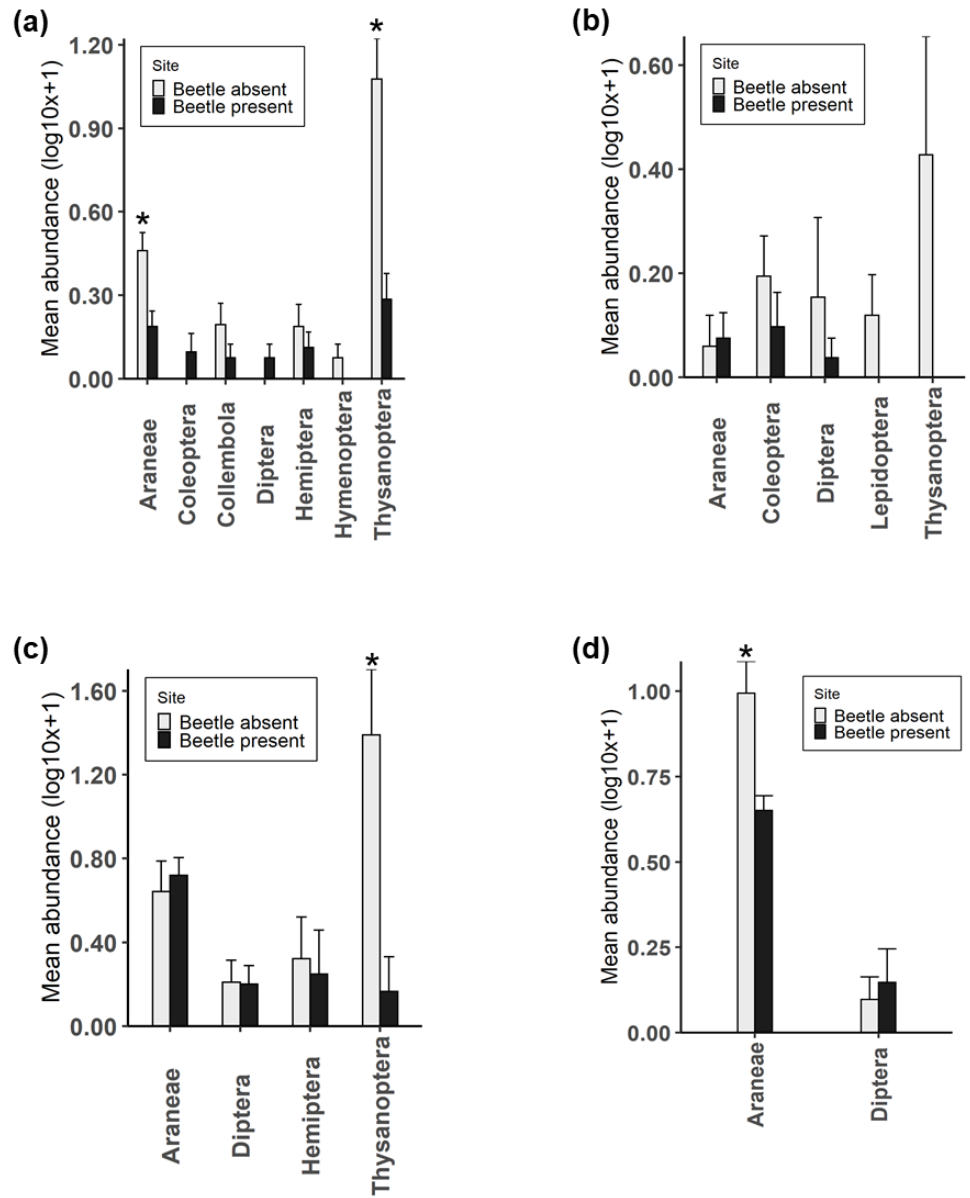 (a)
*
*
1.20
0.90
0.60
0.30
0.00
Mean abundance (log10x+1)
Site
Beetle absent
Beetle present
Araneae
Coleoptera
Collembola
Diptera
Hemiptera
Hymenoptera
Thysanoptera
(b)
0.60
0.40
0.20
0.00
Mean abundance (log10x+1)
Site
Beetle absent
Beetle present
Araneae
Coleoptera
Diptera
Lepidoptera
Thysanoptera
(c)
*
1.60
1.20
0.80
0.40
0.00
Mean abundance (log10x+1)
Site
Beetle absent
Beetle present
Araneae
Diptera
Hemiptera
Thysanoptera
(d)
*
1.00
0.75
0.50
0.25
0.00
Mean abundance (log10x+1)
Site
Beetle absent
Beetle present
Araneae
Diptera